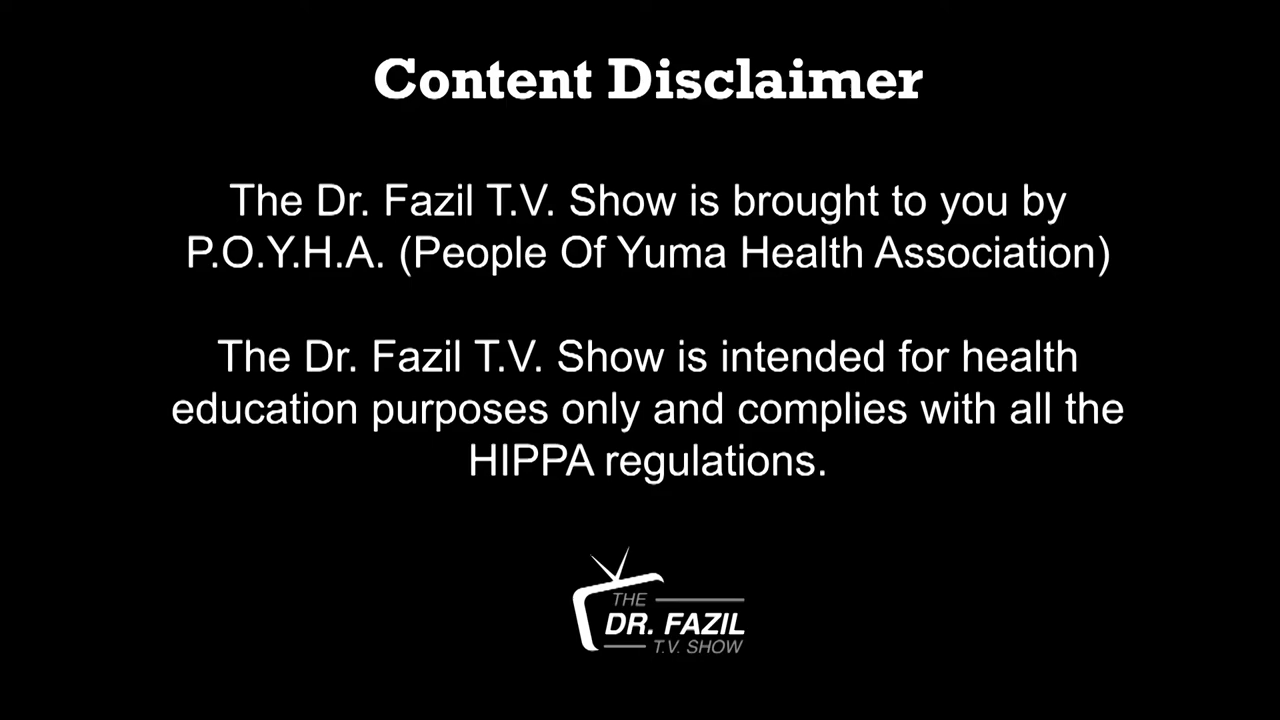 Content Disclaimer
The Dr. Fazil T.V. Show is brought to you by
P.O.Y.H.A. (People Of Yuma Health Association)
The Dr. Fazil T.V. Show is intended for health
education purposes only and complies with all the
HIPPA regulations.
THE
DR. FAZIL
T.V. SHOW